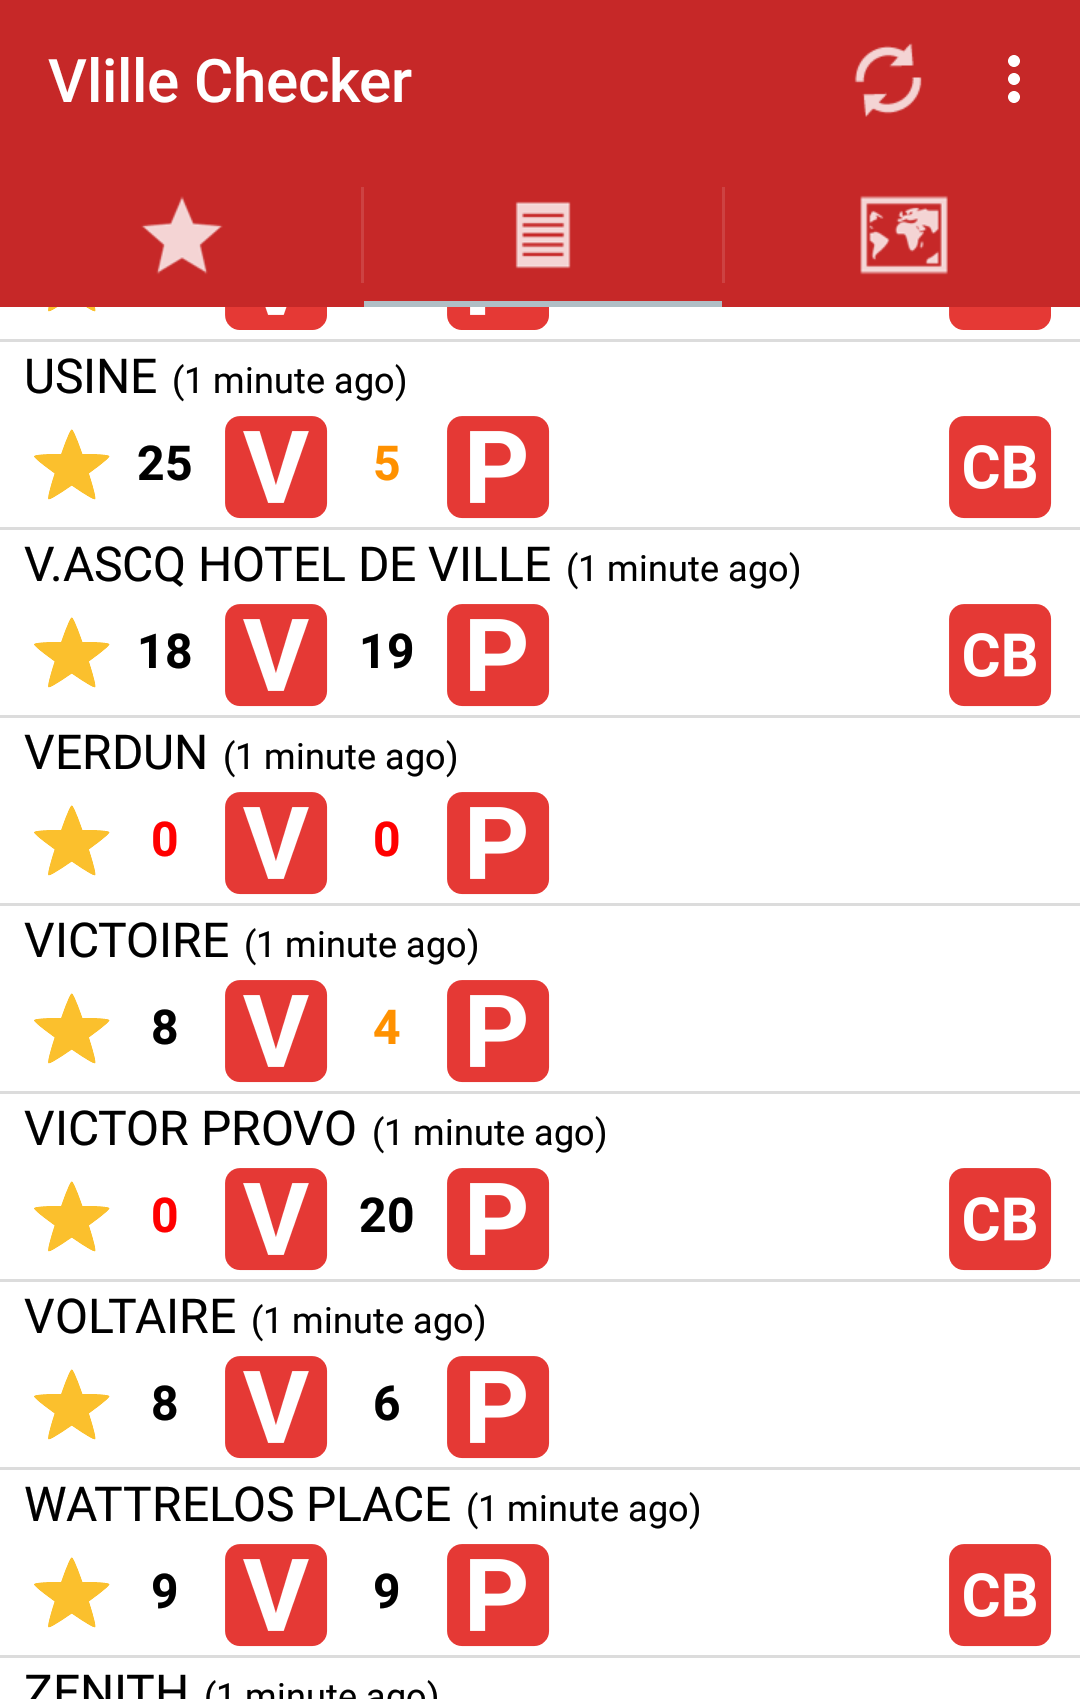 Vlille Checker
USINE (1 minute ago)
25 V 5 P CB
V.ASCQ HOTEL DE VILLE (1 minute ago)
18 V 19 P CB
VERDUN (1 minute ago)
0 V 0 P
VICTOIRE (1 minute ago)
8 V 4 P
VICTOR PROVO (1 minute ago)
0 V 20 P CB
VOLTAIRE (1 minute ago)
8 V 6 P
WATTRELOS PLACE (1 minute ago)
9 V 9 P CB
ZENITH (1 minute ago)